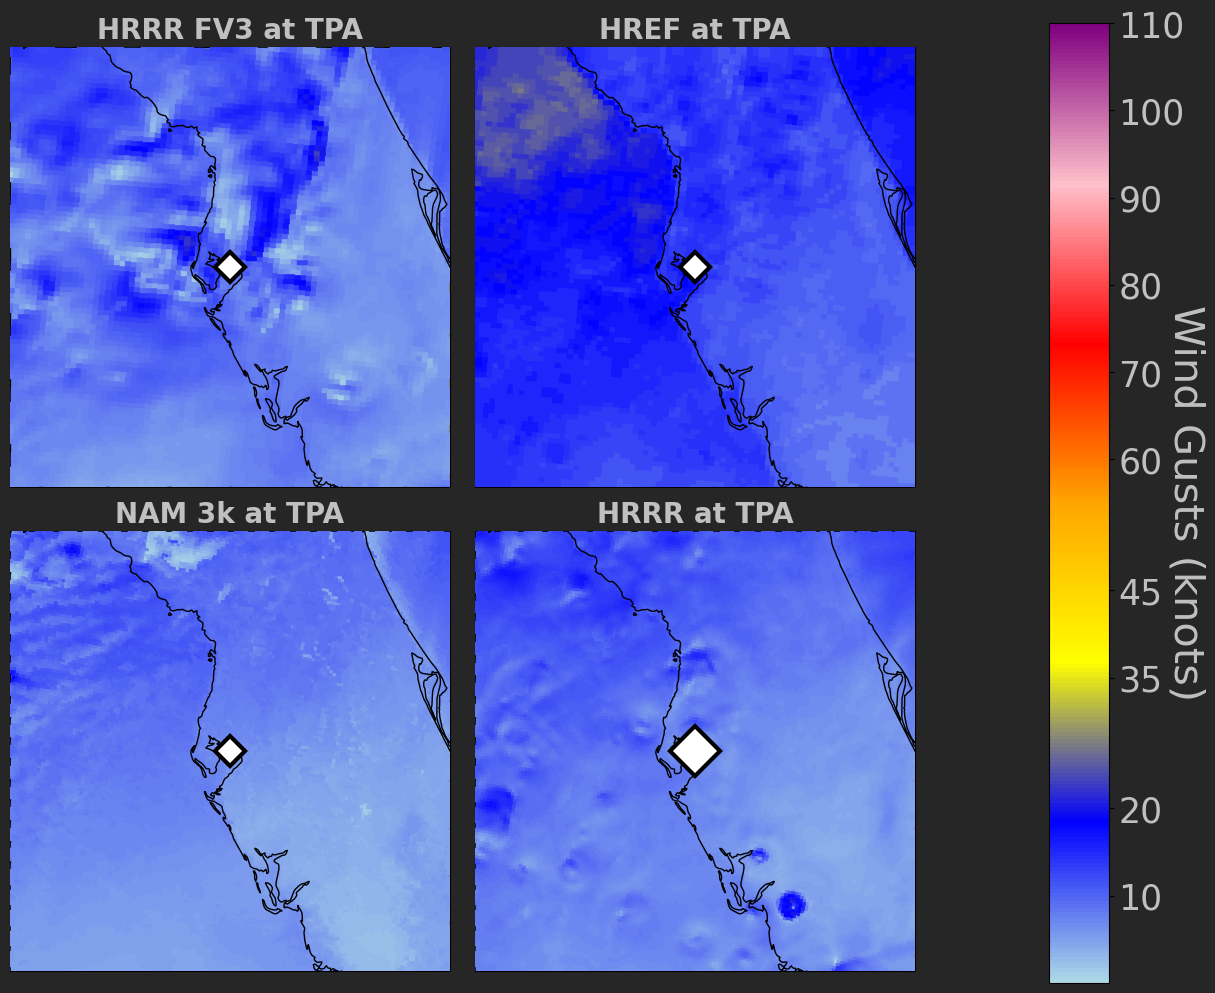 HRRR FV3 at TPA
HREF at TPA
NAM 3k at TPA
HRRR at TPA
110
100
90
80
70
60
45
35
20
10
Wind Gusts (knots)